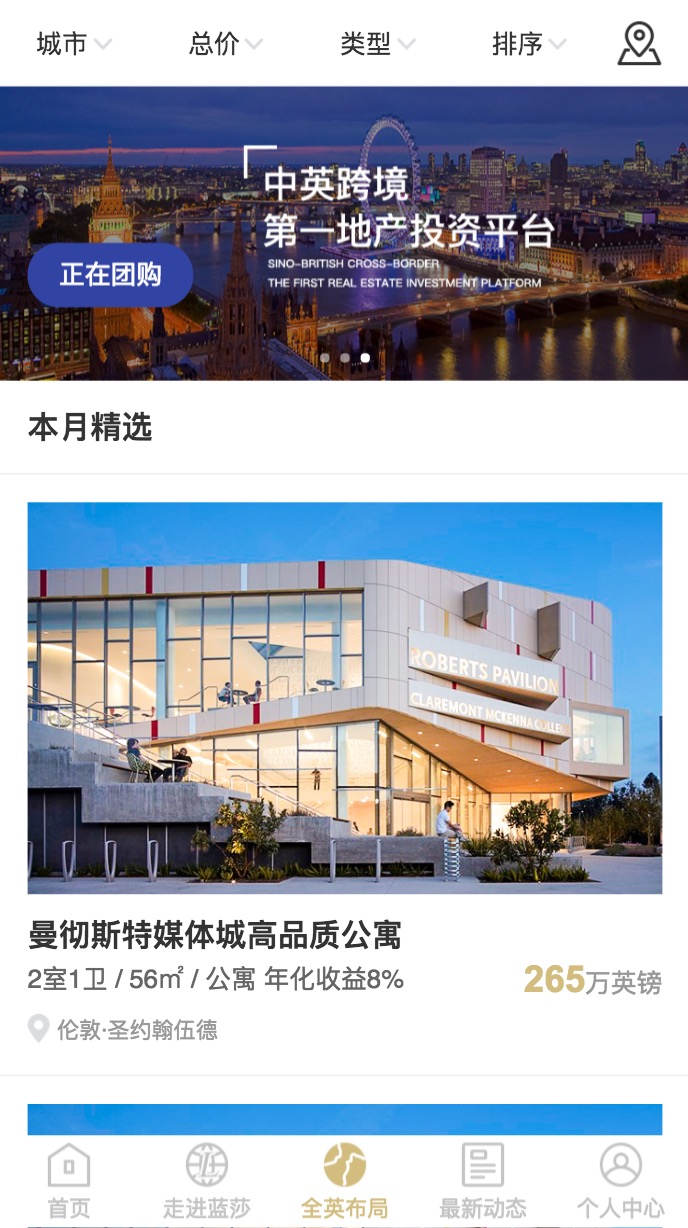 城市 总价 类型 排序
中英跨境
第一地产投资平台
SINO-BRITISH CROSS-BORDER
THE FIRST REAL ESTATE INVESTMENT PLATFORM
正在团购
本月精选
ROBERTS PAVILION
CLAREMONT MCKENNA COLLE
曼彻斯特媒体城高品质公寓
2室1卫 / 56㎡ / 公寓 年化收益8%
265万英镑
伦敦·圣约翰伍德
首页 走进蓝莎 全英布局 最新动态 个人中心